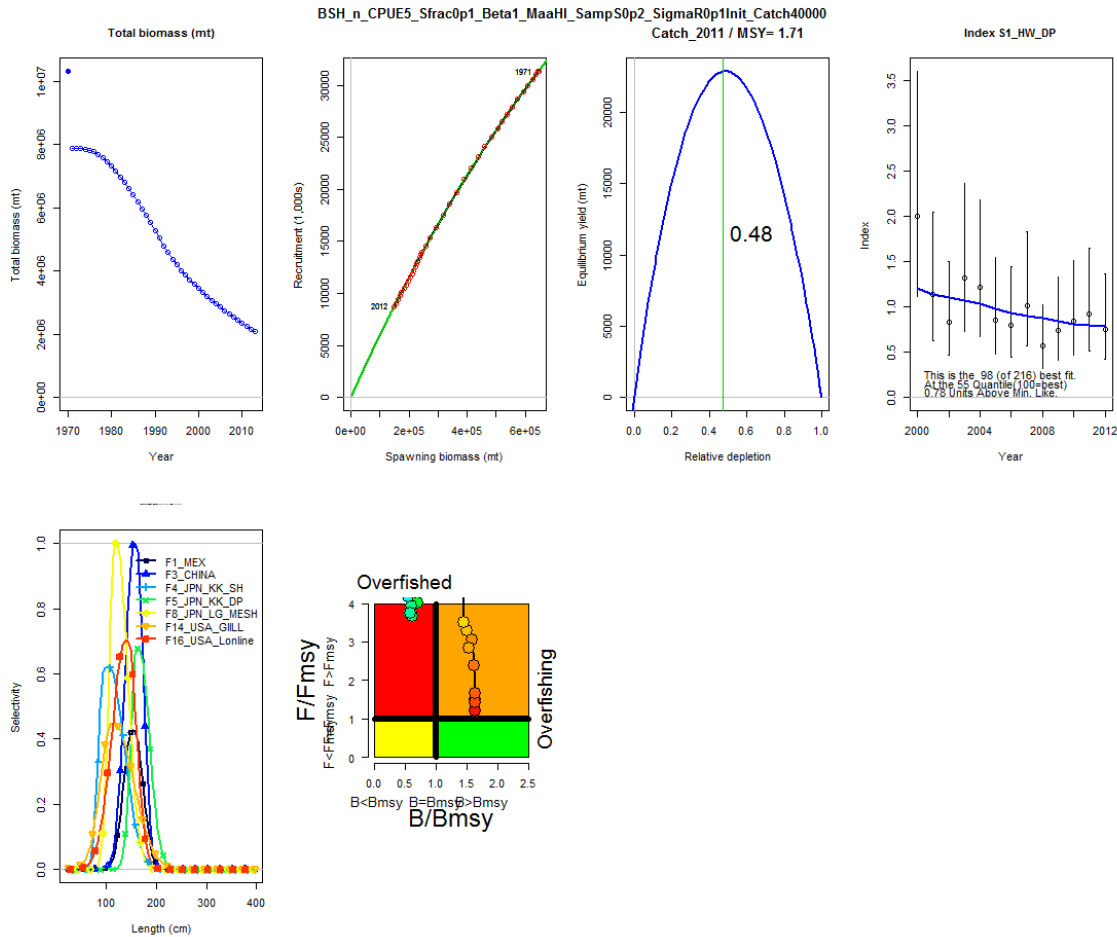 BSH_n_CPUE5_Sfrac0p1_Beta1_MaaHI_SampS0p2_SigmaR0p1Init_Catch40000
Total biomass (mt)
Catch_2011 / MSY= 1.71
Index S1_HW_DP
Total biomass (mt)
0e+00 2e+06 4e+06 6e+06 8e+06 1e+07
1970 1980 1990 2000 2010
Year
Recruitment (1,000s)
0 5000 10000 15000 20000 25000 30000
1971
2012
0e+00 2e+05 4e+05 6e+05
Spawning biomass (mt)
Equilibrium yield (mt)
0 5000 10000 15000 20000
0.48
0.0 0.2 0.4 0.6 0.8 1.0
Relative depletion
Index
0.0 0.5 1.0 1.5 2.0 2.5 3.0 3.5
This is the 98 (of 216) best fit.
At the 55 Quantile(100=best)
0.78 Units Above Min. Like.
2000 2004 2008 2012
Year
Selectivity
0.0 0.2 0.4 0.6 0.8 1.0
F1_MEX
F3_CHINA
F4_JPN_KK_SH
F5_JPN_KK_DP
F8_JPN_LG_MESH
F14_USA_GIILL
F16_USA_Lonline
100 200 300 400
Length (cm)
Overfished
F/Fmsy
F>Fmsy
0 1 2 3 4
Overfishing
0.0 0.5 1.0 1.5 2.0 2.5
B<Bmsy B=Bmsy B>Bmsy
B/Bmsy